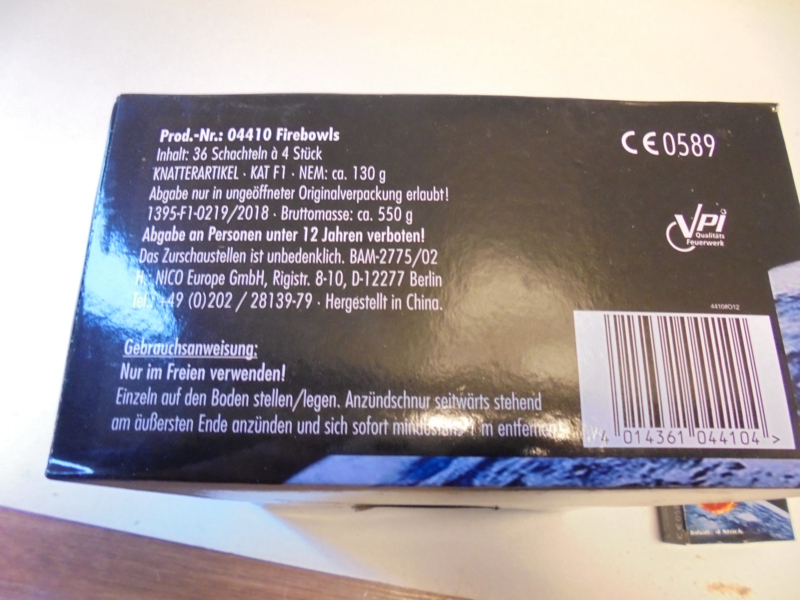 Prod.-Nr.: 04410 Firebowls
Inhalt: 36 Schachteln à 4 Stück
KNATTERARTIKEL · KAT F1 · NEM: ca. 130 g
Abgabe nur in ungeöffneter Originalverpackung erlaubt!
1395-F1-0219/2018 · Bruttomasse: ca. 550 g
Abgabe an Personen unter 12 Jahren verboten!
Das Zurschaustellen ist unbedenklich. BAM-2775/02
H.: NICO Europe GmbH, Rigistr. 8-10, D-12277 Berlin
Tel.: +49 (0)202 / 28139-79 · Hergestellt in China.
Gebrauchsanweisung:
Nur im Freien verwenden!
Einzeln auf den Boden stellen/legen. Anzündschnur seitwärts stehend
am äußersten Ende anzünden und sich sofort mindestens m entfernen
CE0589
VPi
Qualitäts
Feuerwerk
4 014361 044104 >